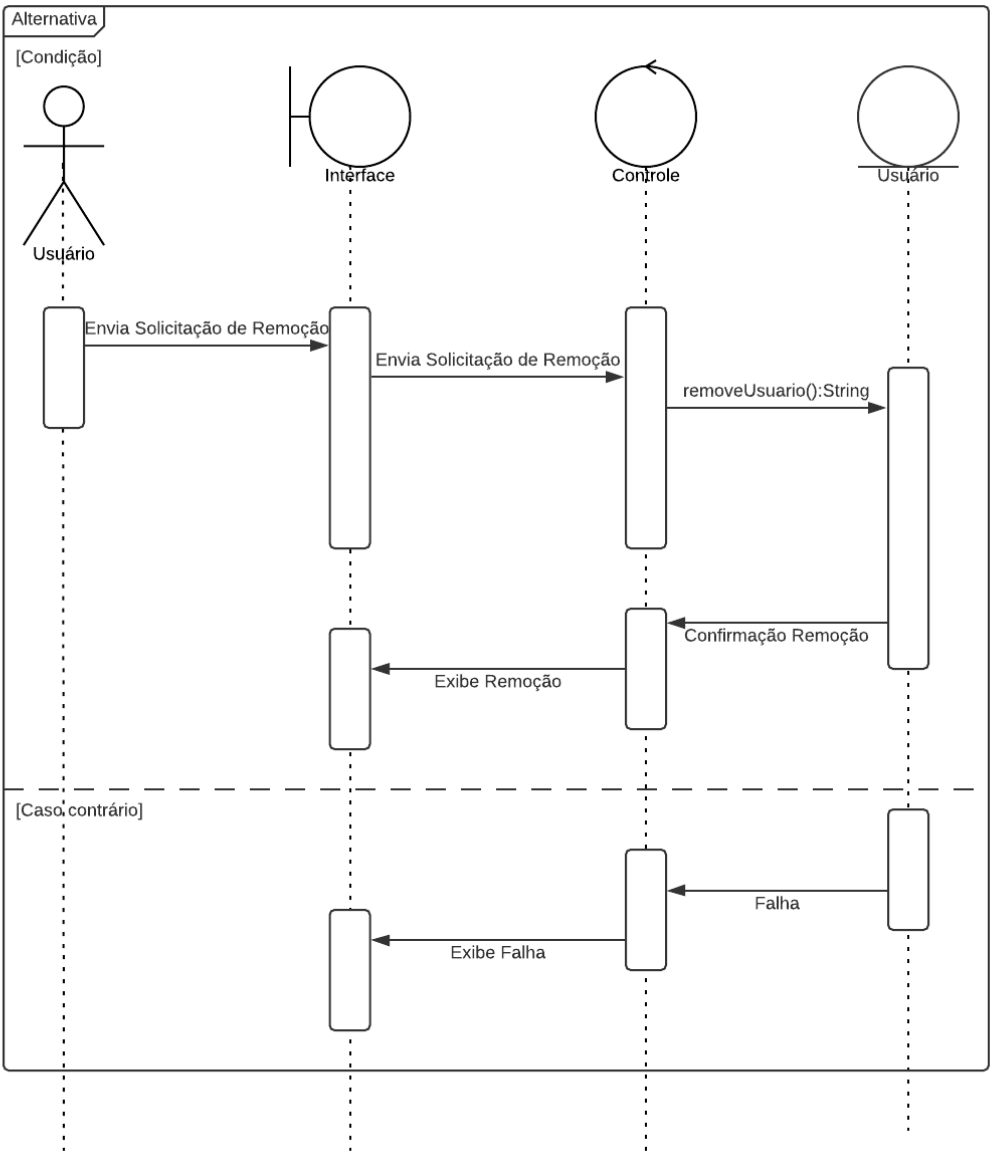 Alternativa
[Condição]
Usuário
Interface
Controle
Usuário
Envia Solicitação de Remoção
Envia Solicitação de Remoção
removeUsuario():String
Confirmação Remoção
Exibe Remoção
[Caso contrário]
Falha
Exibe Falha